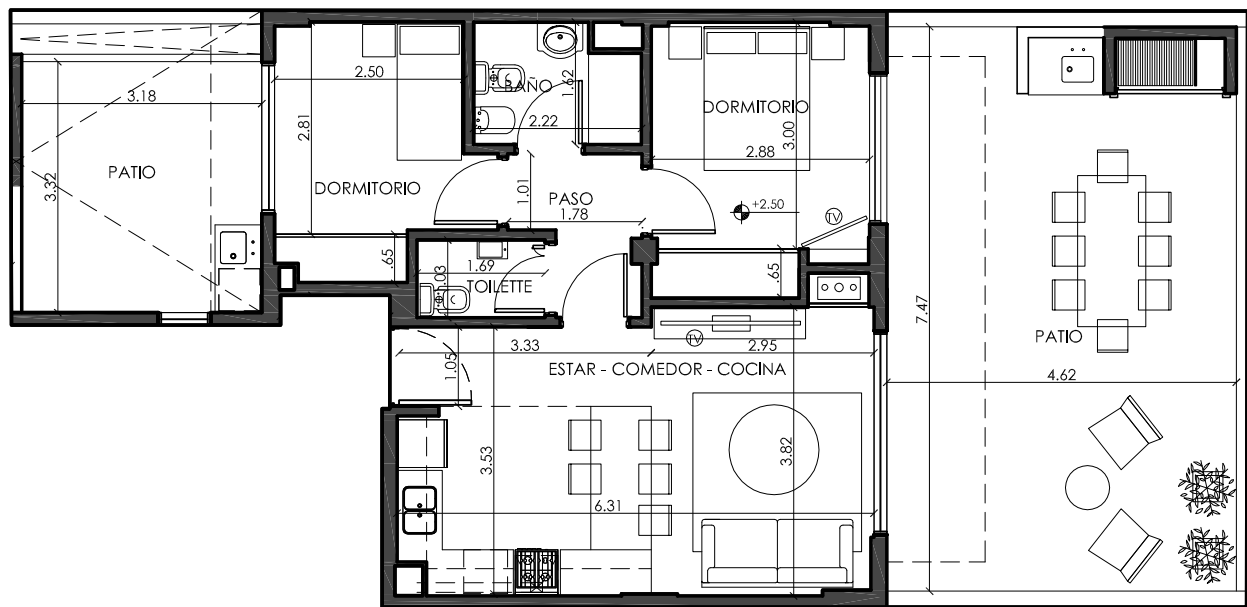 3.18
3.32
PATIO
2.50
2.81
DORMITORIO
.65
BAÑO
1.62
2.22
PASO
1.01
1.78
1.69
1.03
TOILETTE
DORMITORIO
3.00
2.88
+2.50
TV
.65
TV
3.33
2.95
1.05
ESTAR - COMEDOR - COCINA
3.53
3.82
6.31
7.47
PATIO
4.62